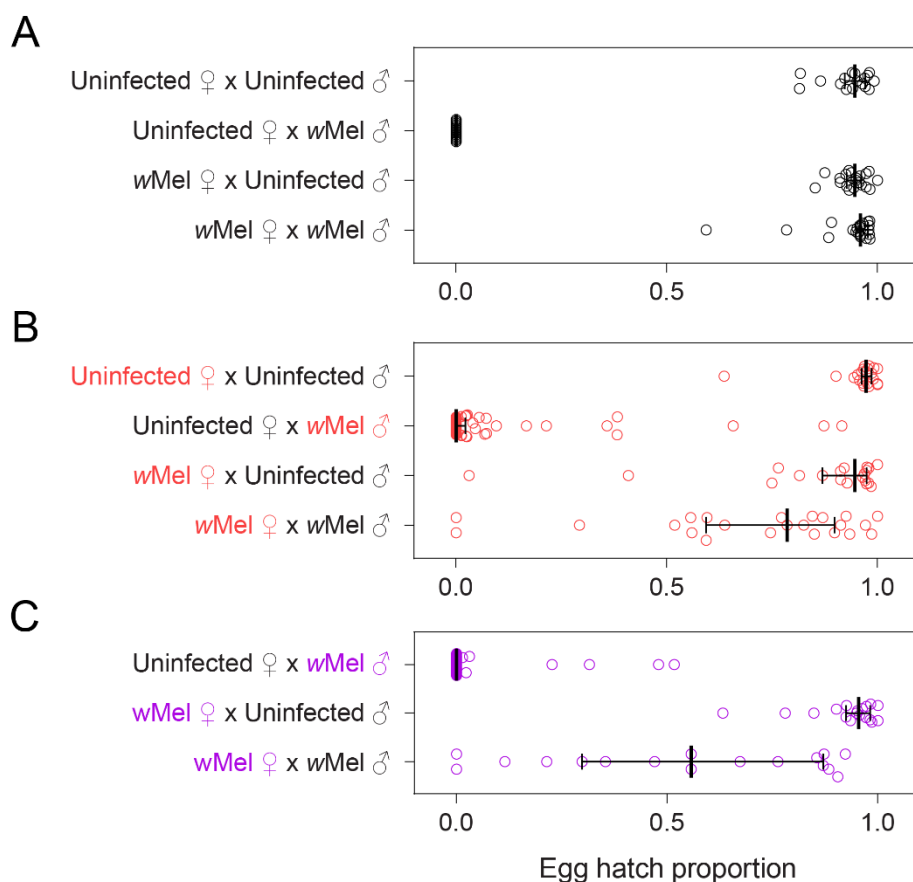 A
Uninfected ♀ x Uninfected ♂
Uninfected ♀ x wMel ♂
wMel ♀ x Uninfected ♂
wMel ♀ x wMel ♂
0.0 0.5 1.0
B
Uninfected ♀ x Uninfected ♂
Uninfected ♀ x wMel ♂
wMel ♀ x Uninfected ♂
wMel ♀ x wMel ♂
0.0 0.5 1.0
C
Uninfected ♀ x wMel ♂
wMel ♀ x Uninfected ♂
wMel ♀ x wMel ♂
0.0 0.5 1.0
Egg hatch proportion